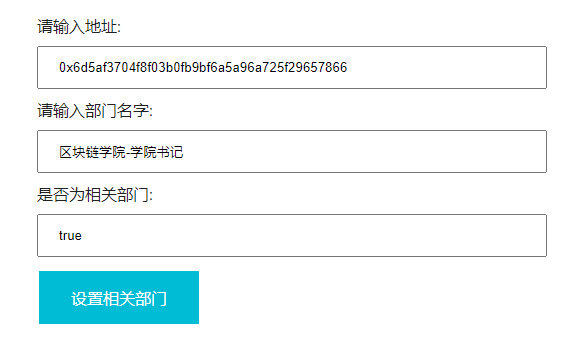 请输入地址:
0x6d5af3704f8f03b0fb9bf6a5a96a725f29657866
请输入部门名字:
区块链学院-学院书记
是否为相关部门:
true
设置相关部门